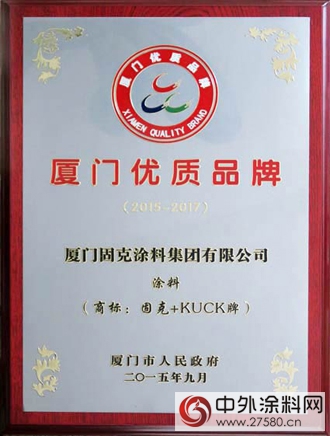 厦门优质品牌
XIAMEN QUALITY BRAND
厦门优质品牌
(2015-2017)
厦门固克涂料集团有限公司
涂料
(商标：固克+KUCK牌)
厦门市人民政府
二〇一五年九月
中外涂料网
www.27580.cn